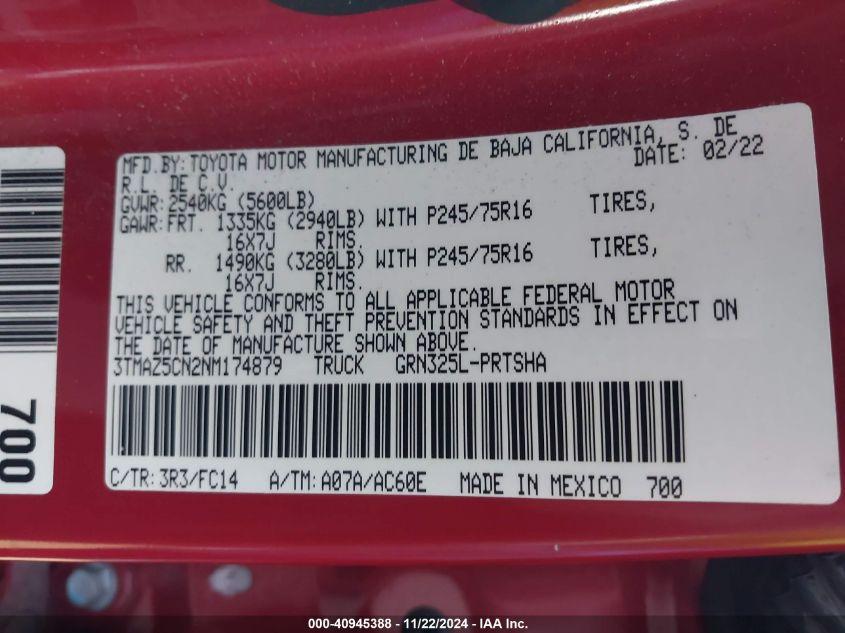 MFD.BY:TOYOTA MOTOR MANUFACTURING DE BAJA CALIFORNIA, S. DE
R.L. DE C.V. DATE: 02/22
GVWR:2540KG (5600LB)
GAWR:FRT. 1335KG (2940LB) WITH P245/75R16 TIRES,
16X7J RIMS.
RR. 1490KG (3280LB) WITH P245/75R16 TIRES,
16X7J RIMS.
THIS VEHICLE CONFORMS TO ALL APPLICABLE FEDERAL MOTOR
VEHICLE SAFETY AND THEFT PREVENTION STANDARDS IN EFFECT ON
THE DATE OF MANUFACTURE SHOWN ABOVE.
3TMAZ5CN2NM174879 TRUCK GRN325L-PRTSHA
C/TR:3R3/FC14 A/TM:A07A/AC60E MADE IN MEXICO 700
700
000-40945388 - 11/22/2024 - IAA, Inc.